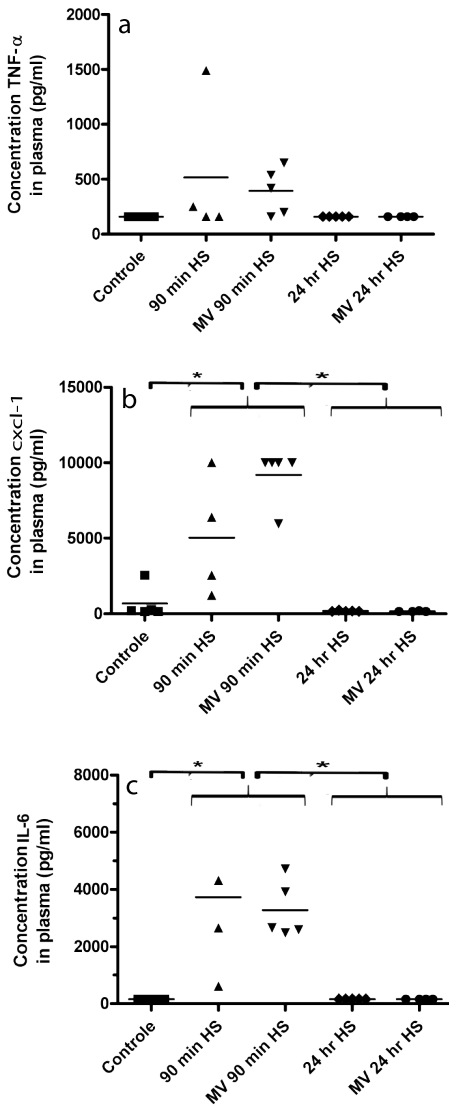 a
Concentration TNF-α
in plasma (pg/ml)
2000
1500
1000
500
0
Controle
90 min HS
MV 90 min HS
24 hr HS
MV 24 hr HS
b
Concentration cxcl-1
in plasma (pg/ml)
* *
15000
10000
5000
0
Controle
90 min HS
MV 90 min HS
24 hr HS
MV 24 hr HS
c
Concentration IL-6
in plasma (pg/ml)
* *
8000
6000
4000
2000
0
Controle
90 min HS
MV 90 min HS
24 hr HS
MV 24 hr HS